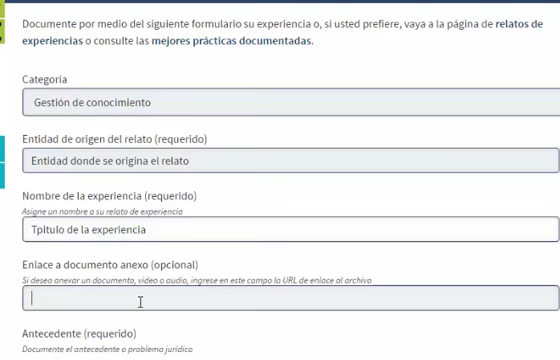 Documente por medio del siguiente formulario su experiencia o, si usted prefiere, vaya a la página de relatos de
experiencias o consulte las mejores prácticas documentadas.
Categoría
Gestión de conocimiento
Entidad de origen del relato (requerido)
Entidad donde se origina el relato
Nombre de la experiencia (requerido)
Asigne un nombre a su relato de experiencia
Tpitulo de la experiencia
Enlace a documento anexo (opcional)
Si desea anexar un documento, video o audio, ingrese en este campo la URL de enlace al archivo
Antecedente (requerido)
Documente el antecedente o problema jurídico